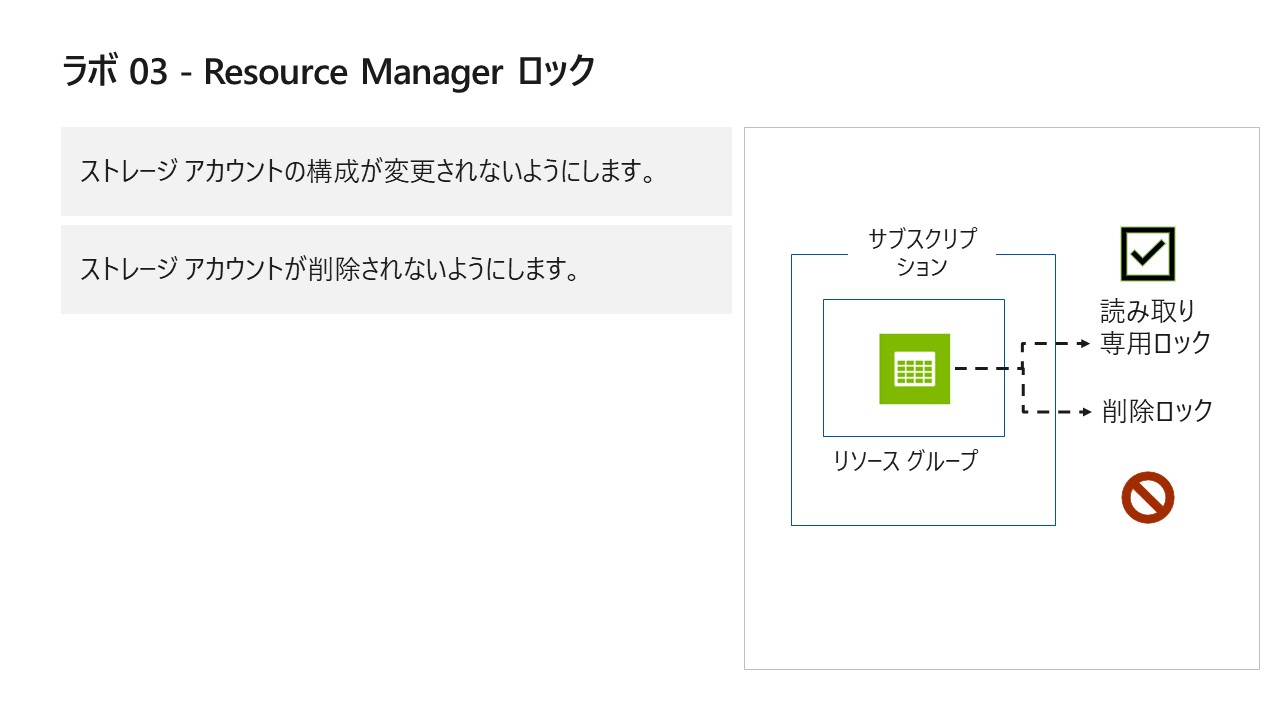 ラボ 03 - Resource Manager ロック
ストレージ アカウントの構成が変更されないようにします。
ストレージ アカウントが削除されないようにします。
サブスクリプ
ション
読み取り
専用ロック
削除ロック
リソース グループ